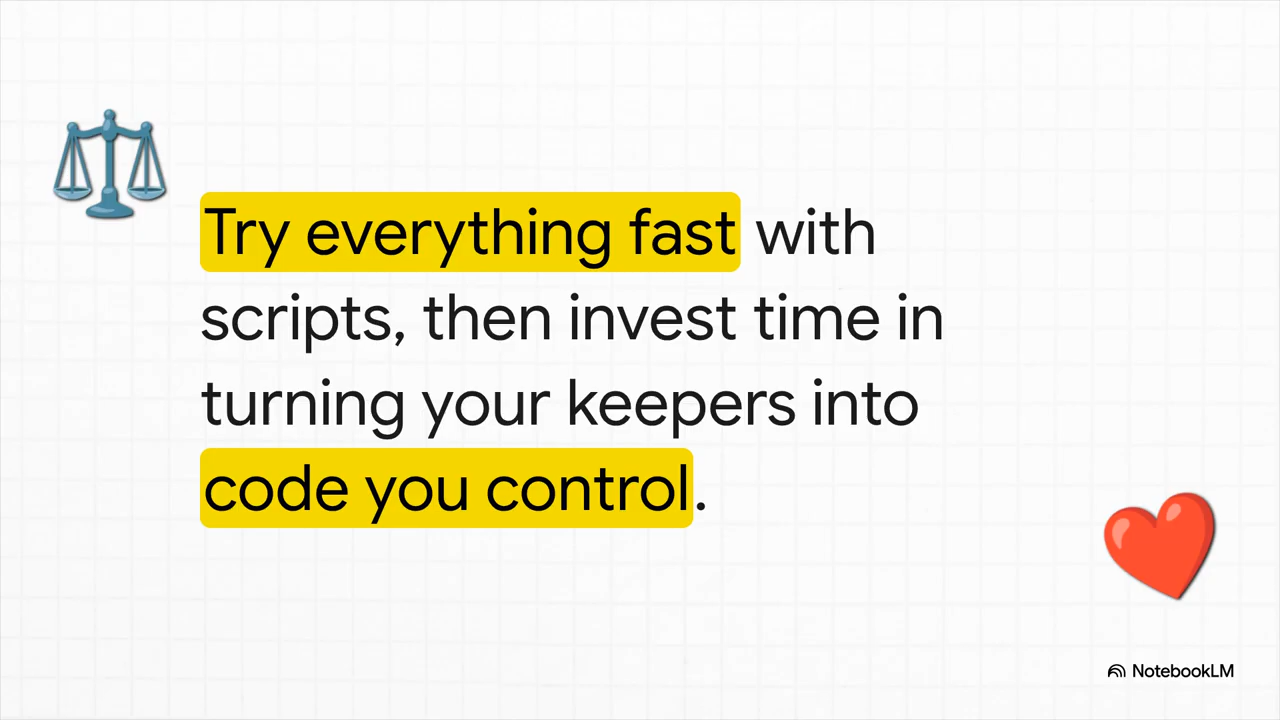 Try everything fast with
scripts, then invest time in
turning your keepers into
code you control.
NotebookLM